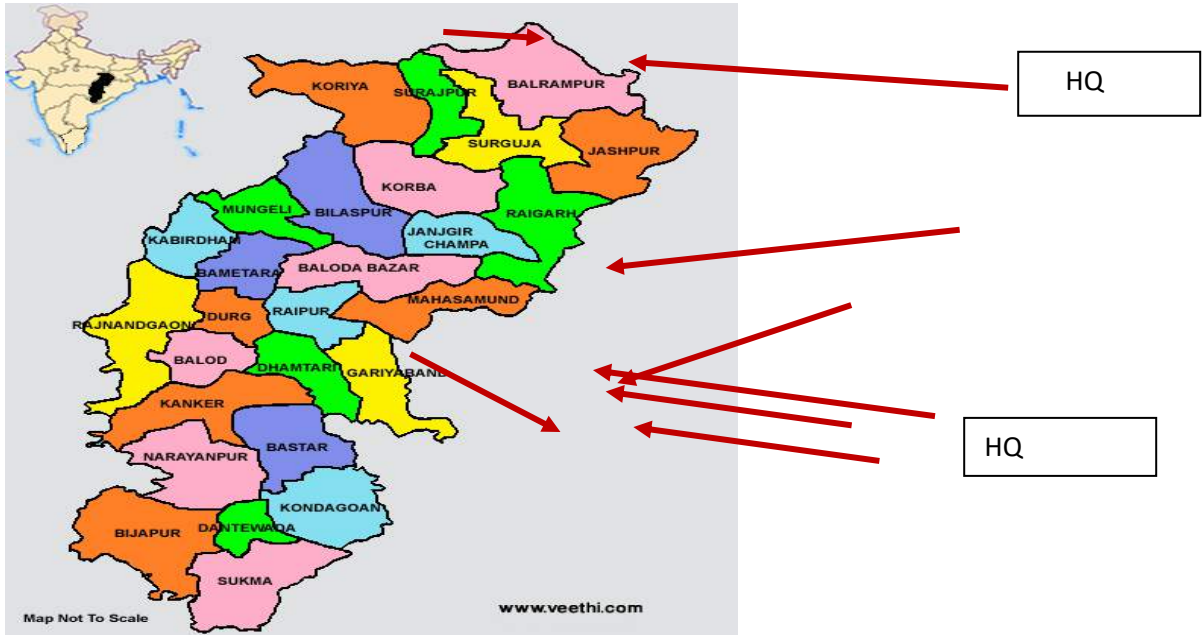 HQ
BALRAMPUR
KORIYA
SURAJPUR
SURGUJA
JASHPUR
KORBA
MUNGELI
BILASPUR
RAIGARH
JANJGIR
CHAMPA
KABIRDHAM
BAMETARA
BALODA BAZAR
MAHASAMUND
RAJNANDGAON
DURG
RAIPUR
BALOD
DHAMTARI
GARIYABAND
KANKER
HQ
BASTAR
NARAYANPUR
KONDAGOAN
BIJAPUR
DANTEWADA
SUKMA
Map Not To Scale
www.veethi.com